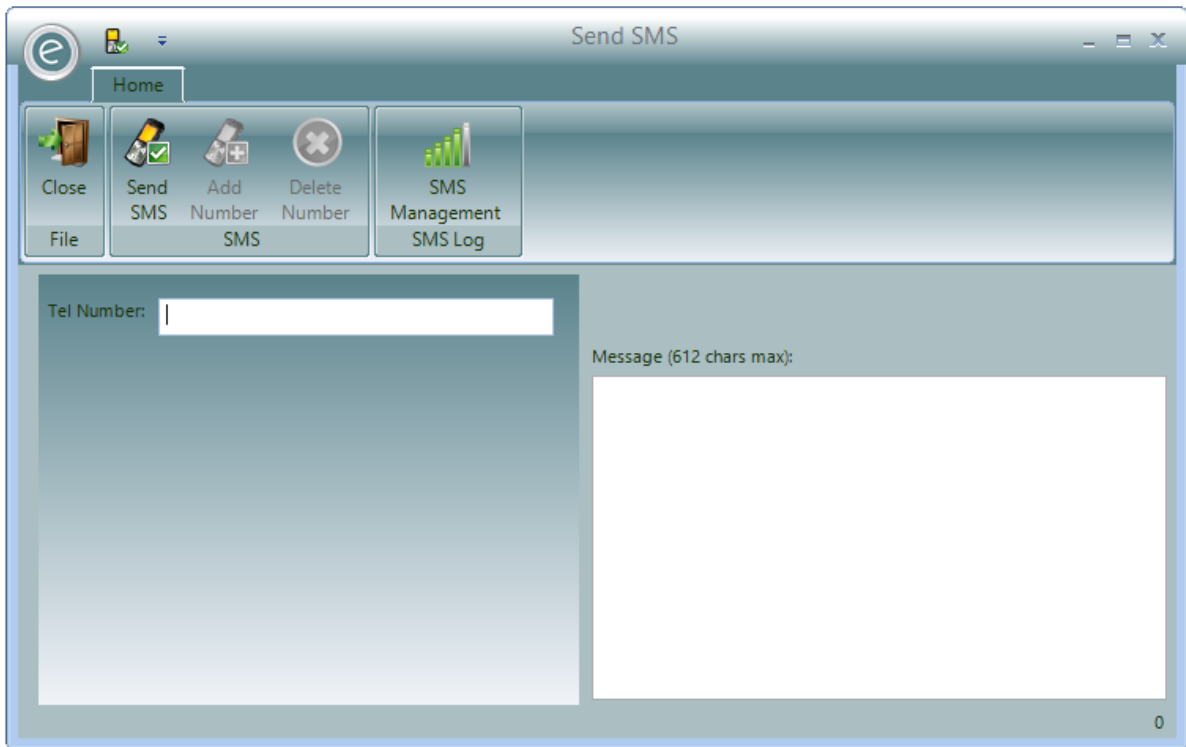 e
Send SMS
Home
Close
Send SMS
Add Number
Delete Number
SMS Management
File
SMS
SMS Log
Tel Number:
Message (612 chars max):
0